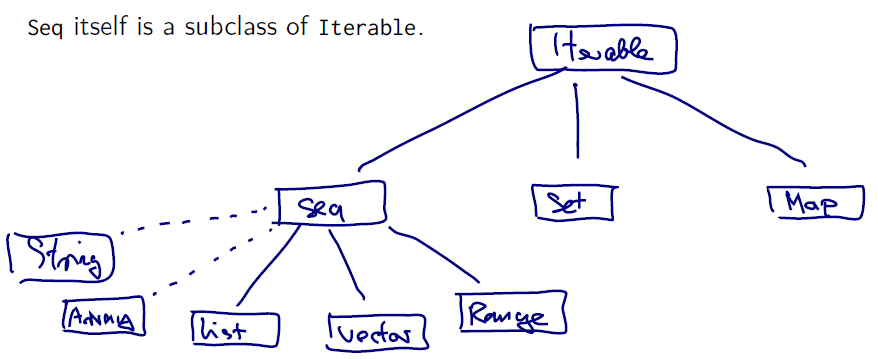 Seq itself is a subclass of Iterable.
Iterable
Seq
Set
Map
String
Array
List
Vector
Range